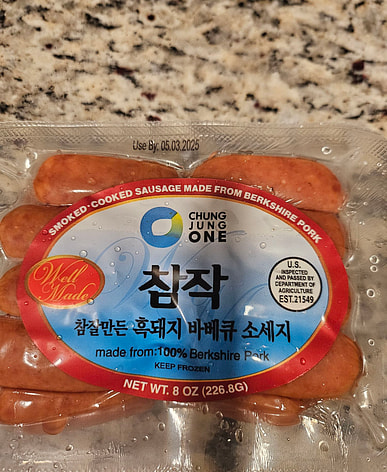 Use By: 05.03.2025
SMOKED·COOKED SAUSAGE MADE FROM BERKSHIRE PORK
CHUNG
JUNG
ONE
Well
Made
참작
U.S.
INSPECTED
AND PASSED BY
DEPARTMENT OF
AGRICULTURE
EST.21549
참잘만든 흑돼지 바베큐 소세지
made from:100% Berkshire Pork
KEEP FROZEN
NET WT. 8 OZ (226.8G)